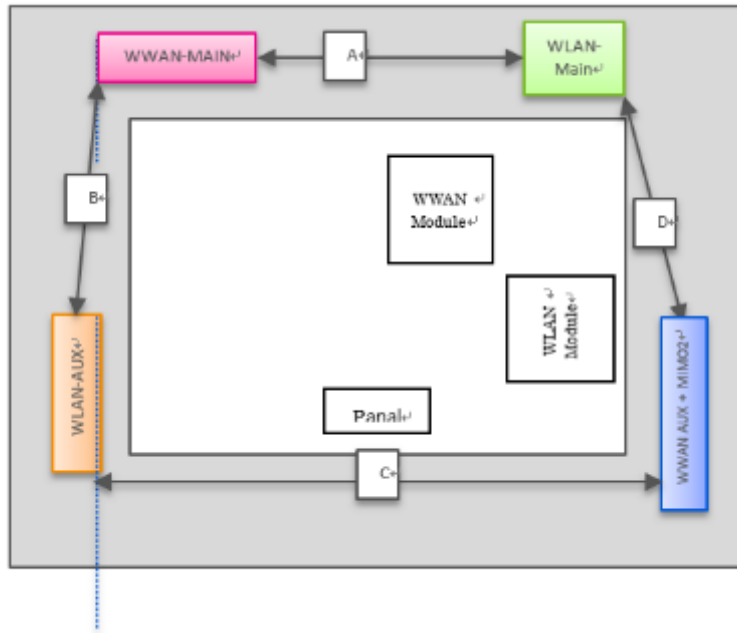 WWAN-MAIN↵
A↵
WLAN-
Main↵
B↵
WWAN ↵
Module↵
D↵
WLAN ↵
Module↵
WLAN-AUX↵
Panal↵
WWAN AUX + MIMO2↵
C↵